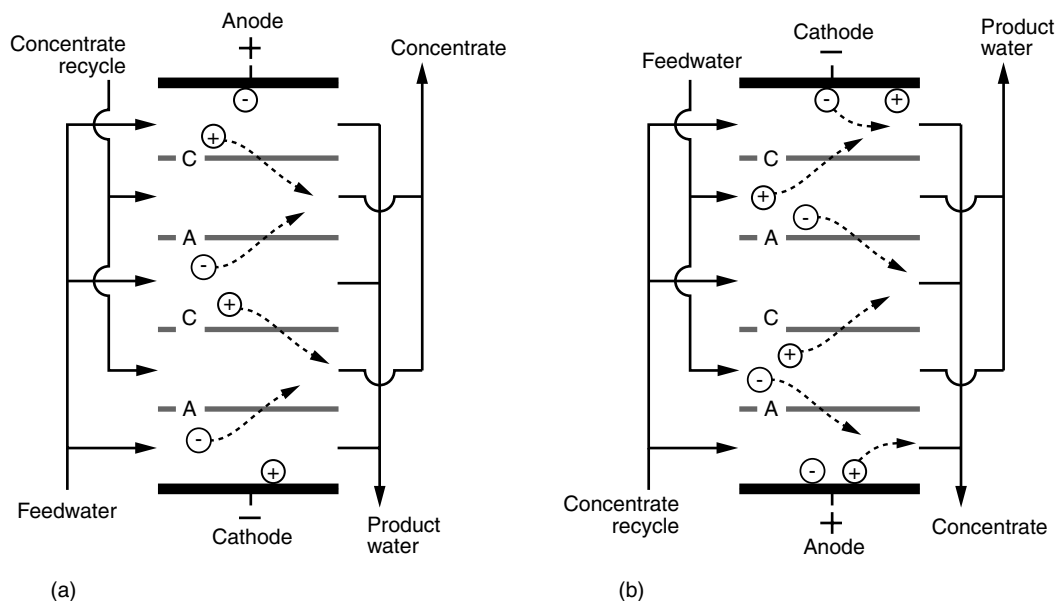 Anode
+
Concentrate
recycle
Concentrate
-
+
C
A
-
+
C
A
-
+
Feedwater
−
Cathode
Product
water
(a)
Product
water
Cathode
−
Feedwater
-
+
C
+
-
A
C
+
-
A
-
+
Concentrate
recycle
+
Anode
Concentrate
(b)